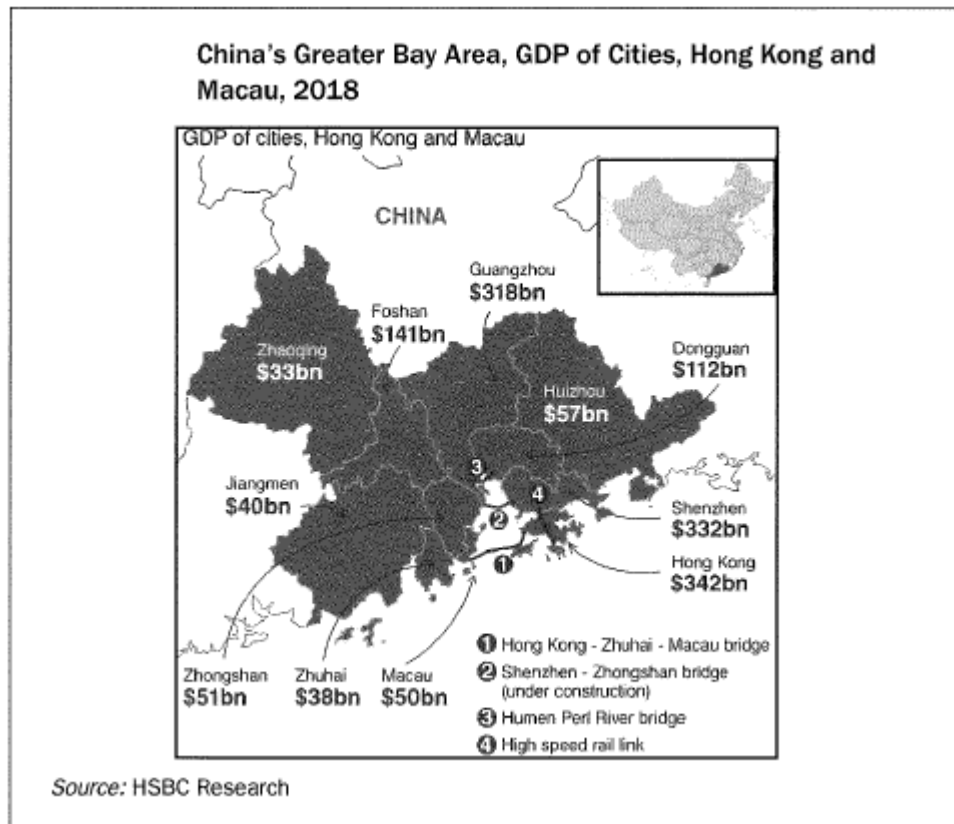 China's Greater Bay Area, GDP of Cities, Hong Kong and
Macau, 2018
GDP of cities, Hong Kong and Macau
CHINA
Guangzhou
$318bn
Foshan
$141bn
Dongguan
$112bn
Zhaoqing
$33bn
Huizhou
$57bn
3
4
Jiangmen
$40bn
2
Shenzhen
$332bn
1
Hong Kong
$342bn
Zhongshan
$51bn
Zhuhai
$38bn
Macau
$50bn
1 Hong Kong - Zhuhai - Macau bridge
2 Shenzhen - Zhongshan bridge
(under construction)
3 Humen Perl River bridge
4 High speed rail link
Source: HSBC Research